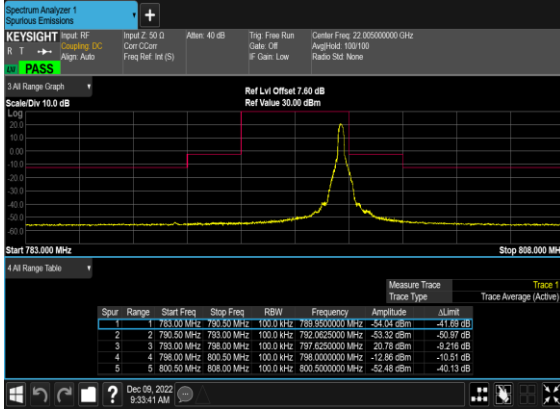 Spectrum Analyzer 1
Spurious Emissions
+
KEYSIGHT Input: RF Input Z: 50 Ω Atten: 40 dB Trig: Free Run Center Freq: 22.005000000 GHz
R T Coupling: DC Corr CCorr Gate: Off Avg|Hold: 100/100
Align: Auto Freq Ref: Int (S) IF Gain: Low Radio Std: None
PASS
3 All Range Graph Ref Lvl Offset 7.60 dB
Scale/Div 10.0 dB Ref Value 30.00 dBm
Log
20.0
10.0
0.00
-10.0
-20.0
-30.0
-40.0
-50.0
-60.0
Start 783.000 MHz Stop 808.000 MH
4 All Range Table
Measure Trace Trace 1
Trace Type Trace Average (Active)
Spur Range Start Freq Stop Freq RBW Frequency Amplitude ΔLimit
1 1 783.00 MHz 790.50 MHz 100.0 kHz 789.9500000 MHz -54.04 dBm -41.69 dB
2 2 790.50 MHz 793.00 MHz 100.0 kHz 792.0625000 MHz -53.32 dBm -50.97 dB
3 3 793.00 MHz 798.00 MHz 100.0 kHz 797.6250000 MHz 20.78 dBm -9.216 dB
4 4 798.00 MHz 800.50 MHz 100.0 kHz 798.0000000 MHz -12.86 dBm -10.51 dB
5 5 800.50 MHz 808.00 MHz 100.0 kHz 800.5000000 MHz -52.48 dBm -40.13 dB
? Dec 09, 2022
9:33:41 AM